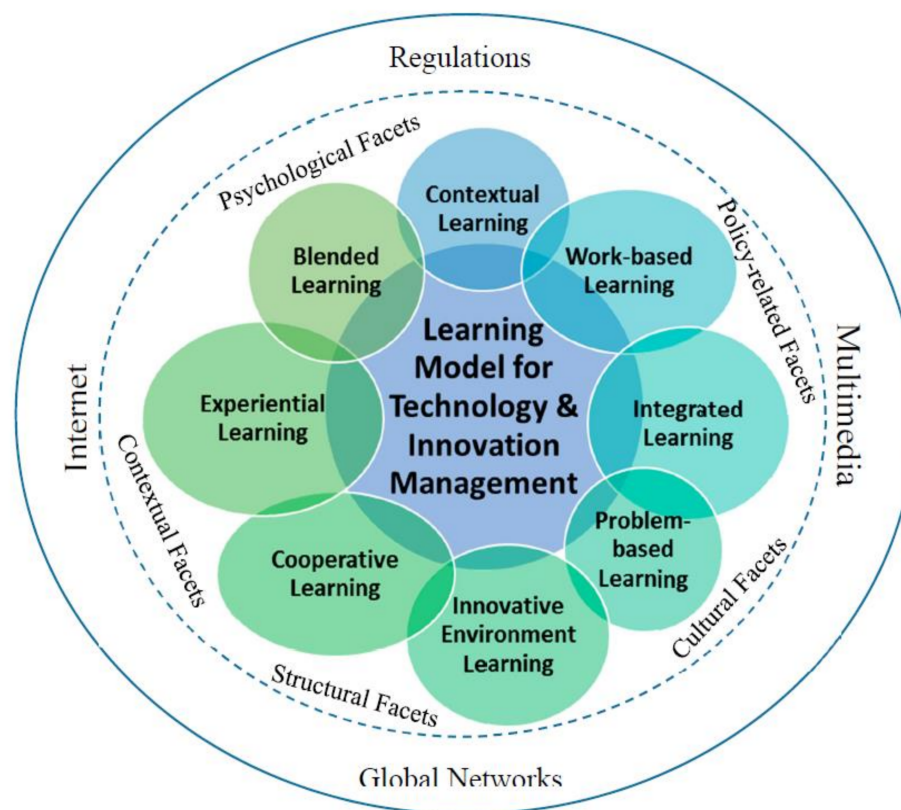 Regulations
Psychological Facets
Contextual
Learning
Blended
Learning
Work-based
Learning
Policy-related Facets
Learning
Model for
Technology &
Innovation
Management
Experiential
Learning
Integrated
Learning
Internet
Multimedia
Contextual Facets
Problem-
based
Learning
Cooperative
Learning
Innovative
Environment
Learning
Cultural Facets
Structural Facets
Global Networks